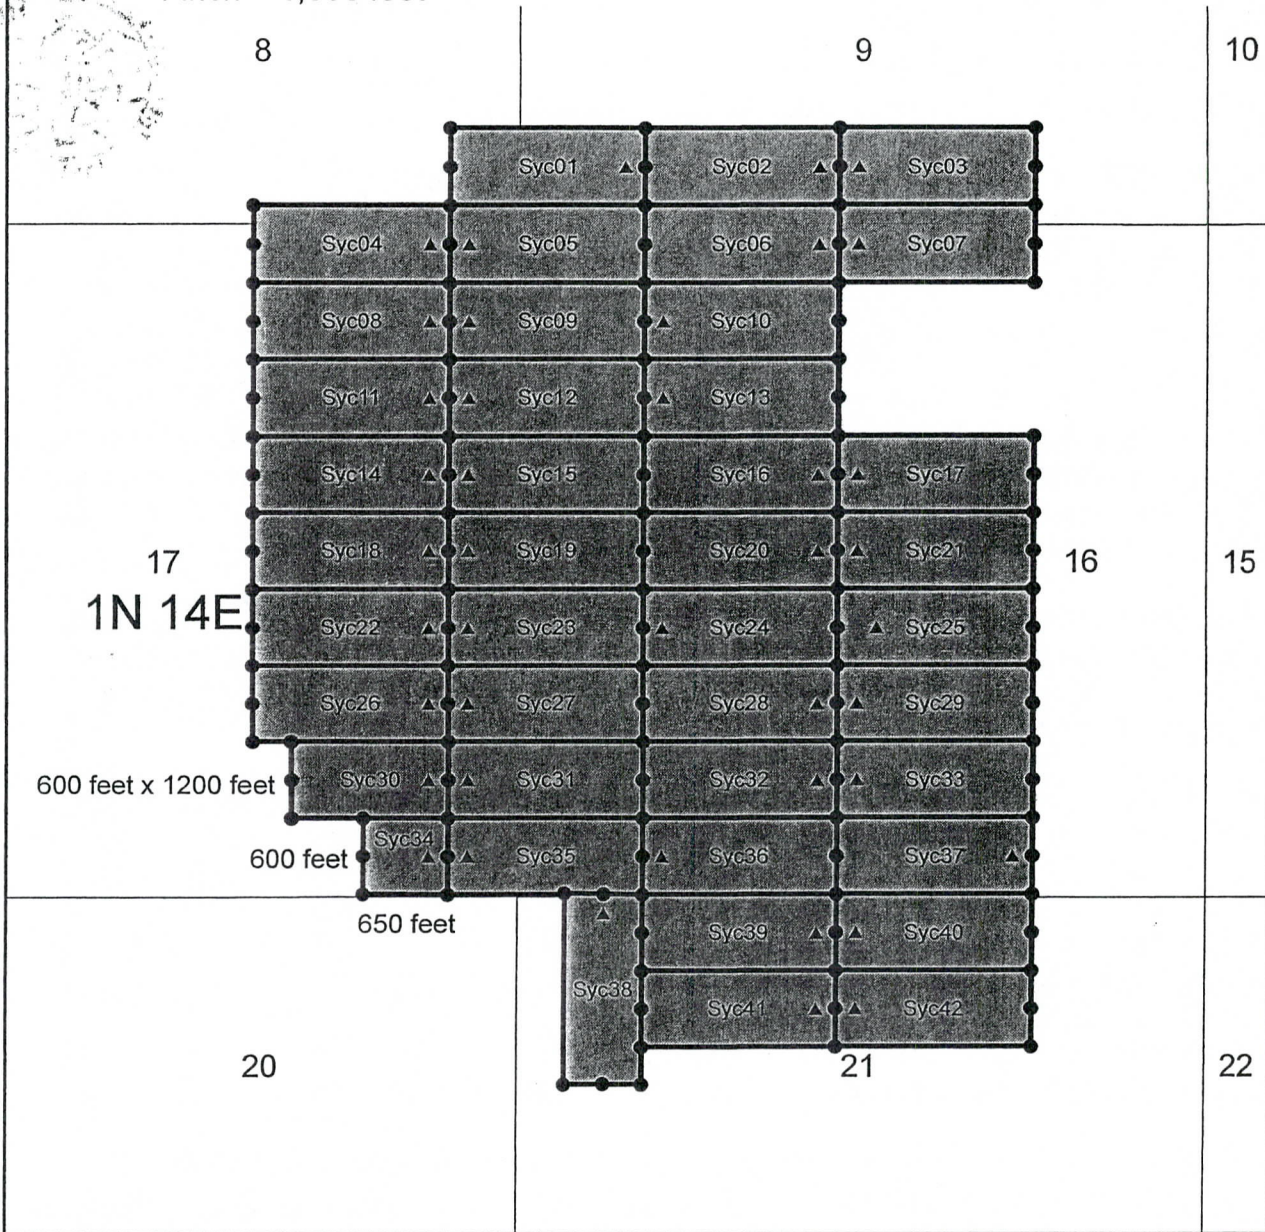 8 9 10
Syc01 Syc02 Syc03
Syc04 Syc05 Syc06 Syc07
Syc08 Syc09 Syc10
Syc11 Syc12 Syc13
Syc14 Syc15 Syc16 Syc17
17 Syc18 Syc19 Syc20 Syc21 16 15
1N 14E Syc22 Syc23 Syc24 Syc25
Syc26 Syc27 Syc28 Syc29
600 feet x 1200 feet Syc30 Syc31 Syc32 Syc33
Syc34
600 feet Syc35 Syc36 Syc37
650 feet Syc39 Syc40
Syc38
Syc41 Syc42
20 21 22